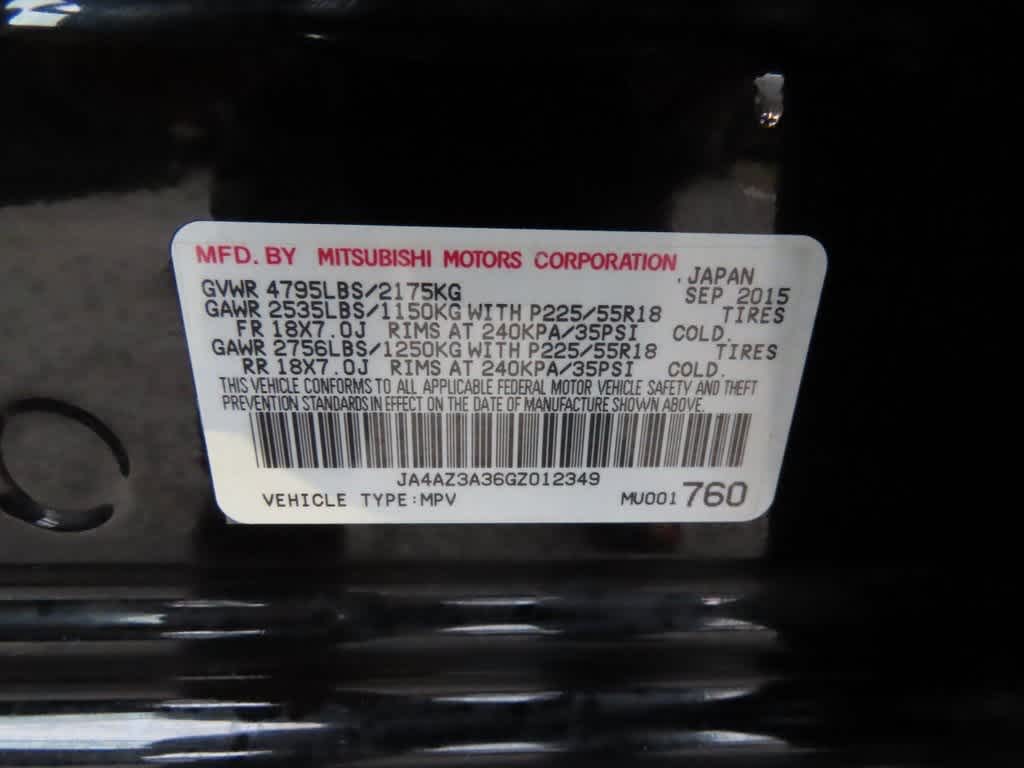 MFD. BY MITSUBISHI MOTORS CORPORATION . JAPAN
GVWR 4795LBS/2175KG SEP 2015
GAWR 2535LBS/1150KG WITH P225/55R18 TIRES
FR 18X7.0J RIMS AT 240KPA/35PSI COLD.
GAWR 2756LBS/1250KG WITH P225/55R18 TIRES
RR 18X7.0J RIMS AT 240KPA/35PSI COLD.
THIS VEHICLE CONFORMS TO ALL APPLICABLE FEDERAL MOTOR VEHICLE SAFETY AND THEFT
PREVENTION STANDARDS IN EFFECT ON THE DATE OF MANUFACTURE SHOWN ABOVE.
JA4AZ3A36GZ012349
VEHICLE TYPE:MPV MU001 760